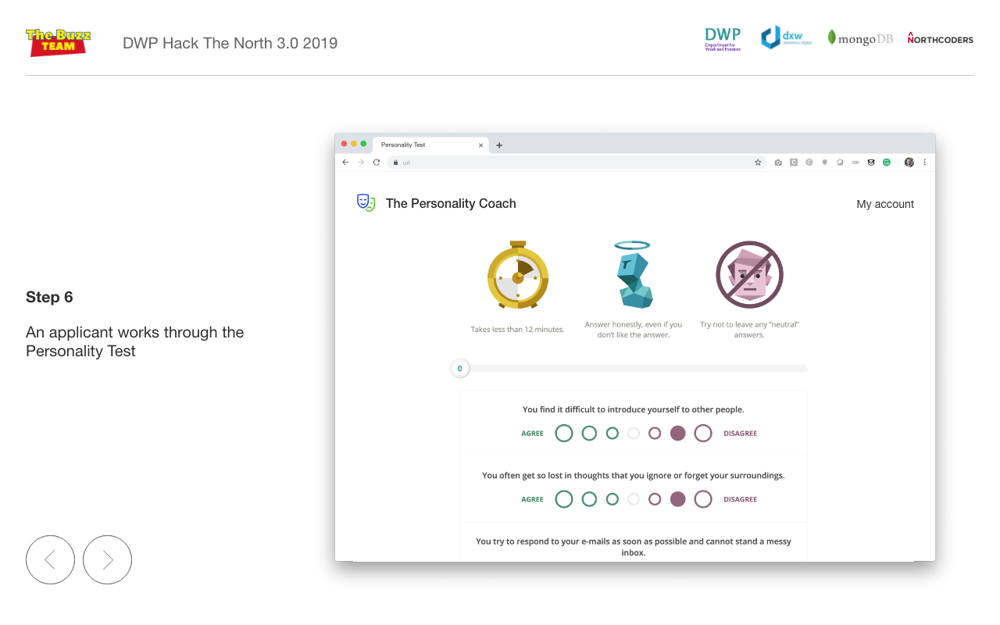 The Buzz
TEAM
DWP Hack The North 3.0 2019
DWP
Department for
Work and Pensions
dxw
dexterous digital
mongoDB
NORTHCODERS
Personality Test
url
The Personality Coach
My account
T
Takes less than 12 minutes.
Answer honestly, even if you
don't like the answer.
Try not to leave any “neutral”
answers.
Step 6
An applicant works through the
Personality Test
0
You find it difficult to introduce yourself to other people.
AGREE DISAGREE
You often get so lost in thoughts that you ignore or forget your surroundings.
AGREE DISAGREE
You try to respond to your e-mails as soon as possible and cannot stand a messy
inbox.